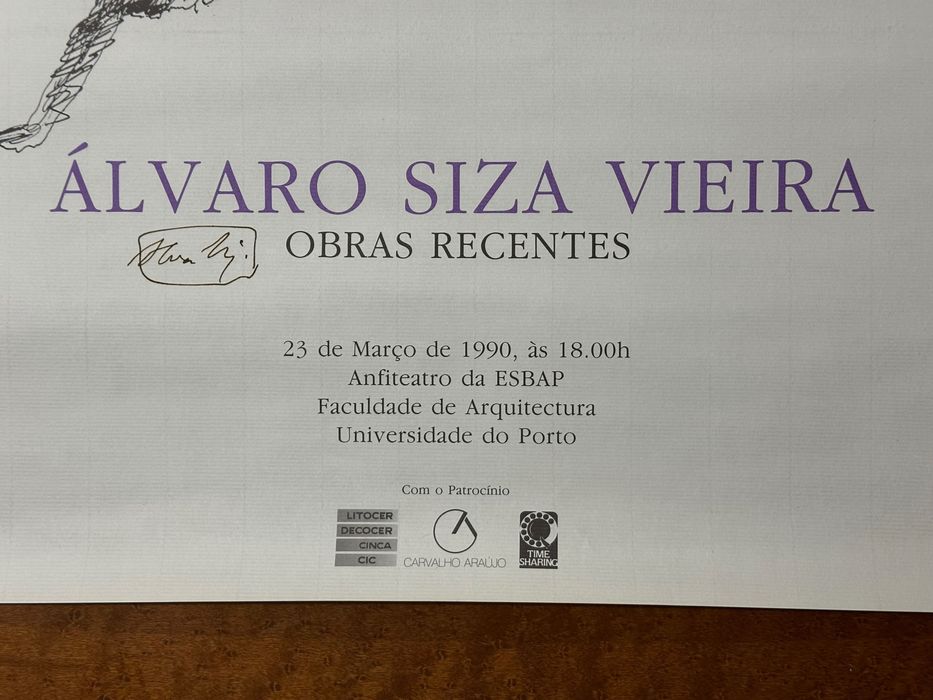 ÁLVARO SIZA VIEIRA
OBRAS RECENTES
23 de Março de 1990, às 18.00h
Anfiteatro da ESBAP
Faculdade de Arquitectura
Universidade do Porto
Com o Patrocínio
LITOCER
DECOCER
CINCA
CIC
CARVALHO ARAÚJO
TIME
SHARING